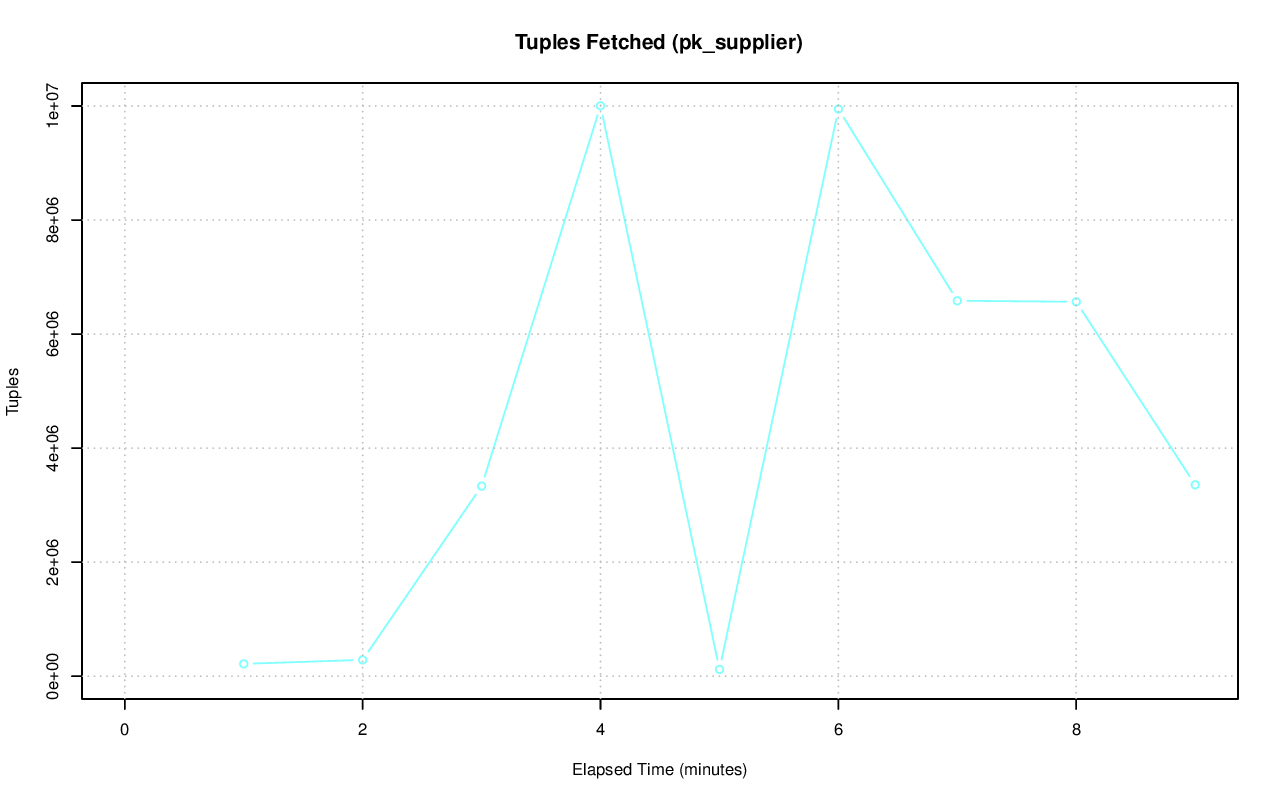 Tuples Fetched (pk_supplier)
1e+07
8e+06
6e+06
4e+06
2e+06
0e+00
Tuples
0 2 4 6 8
Elapsed Time (minutes)